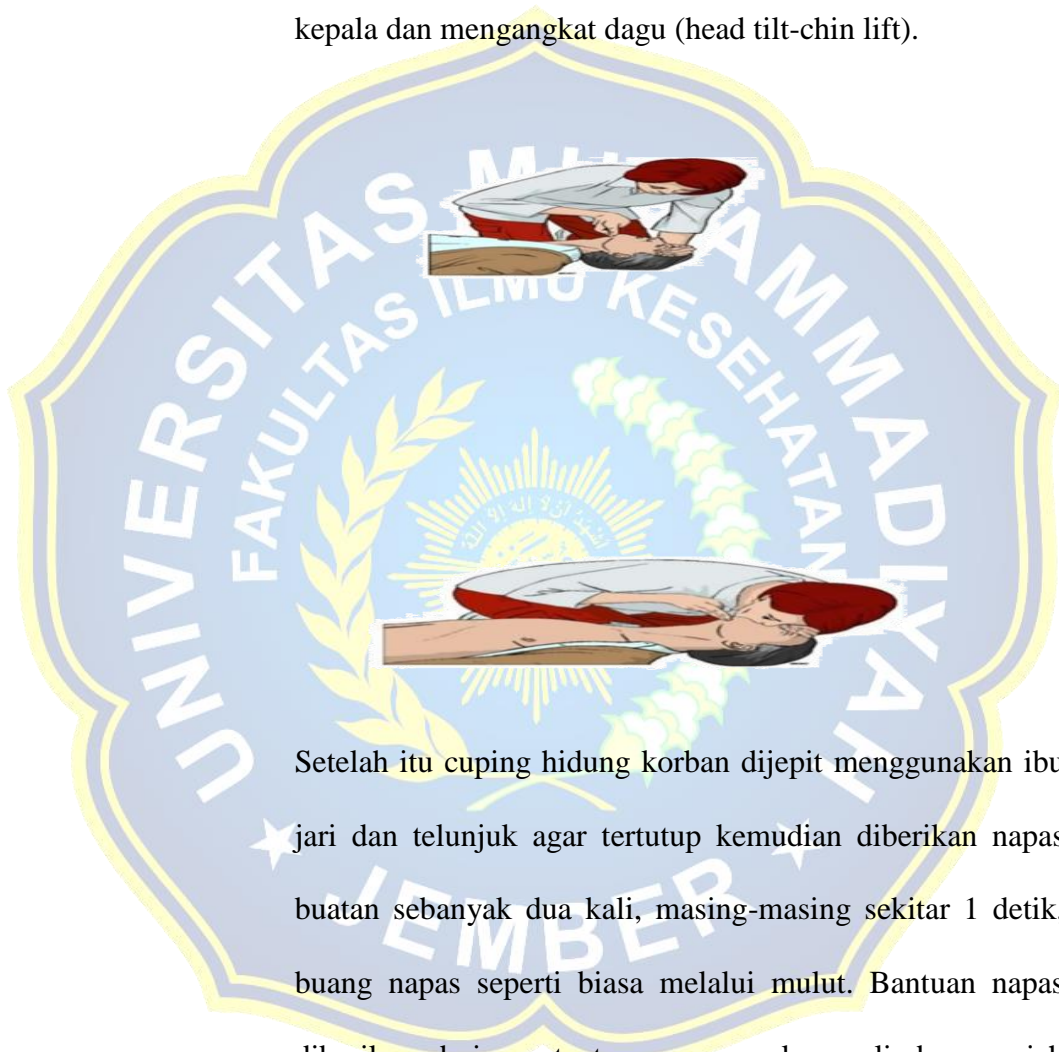 kepala dan mengangkat dagu (head tilt-chin lift).
UNIVERSITAS MUHAMMADIYAH
FAKULTAS ILMU KESEHATAN
Setelah itu cuping hidung korban dijepit menggunakan ibu
jari dan telunjuk agar tertutup kemudian diberikan napas
buatan sebanyak dua kali, masing-masing sekitar 1 detik.
buang napas seperti biasa melalui mulut. Bantuan napas
JEMBER